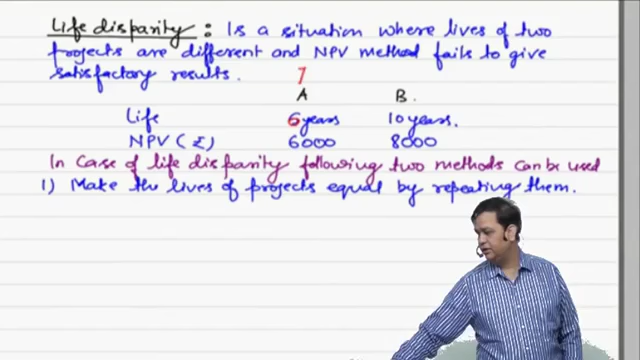 Life disparity : Is a situation where lives of two
projects are different and NPV method fails to give
satisfactory results.
A B
Life 6 years 10 years.
NPV (₹) 6000 8000
In case of life disparity following two methods can be used
1) Make the lives of projects equal by repeating them.